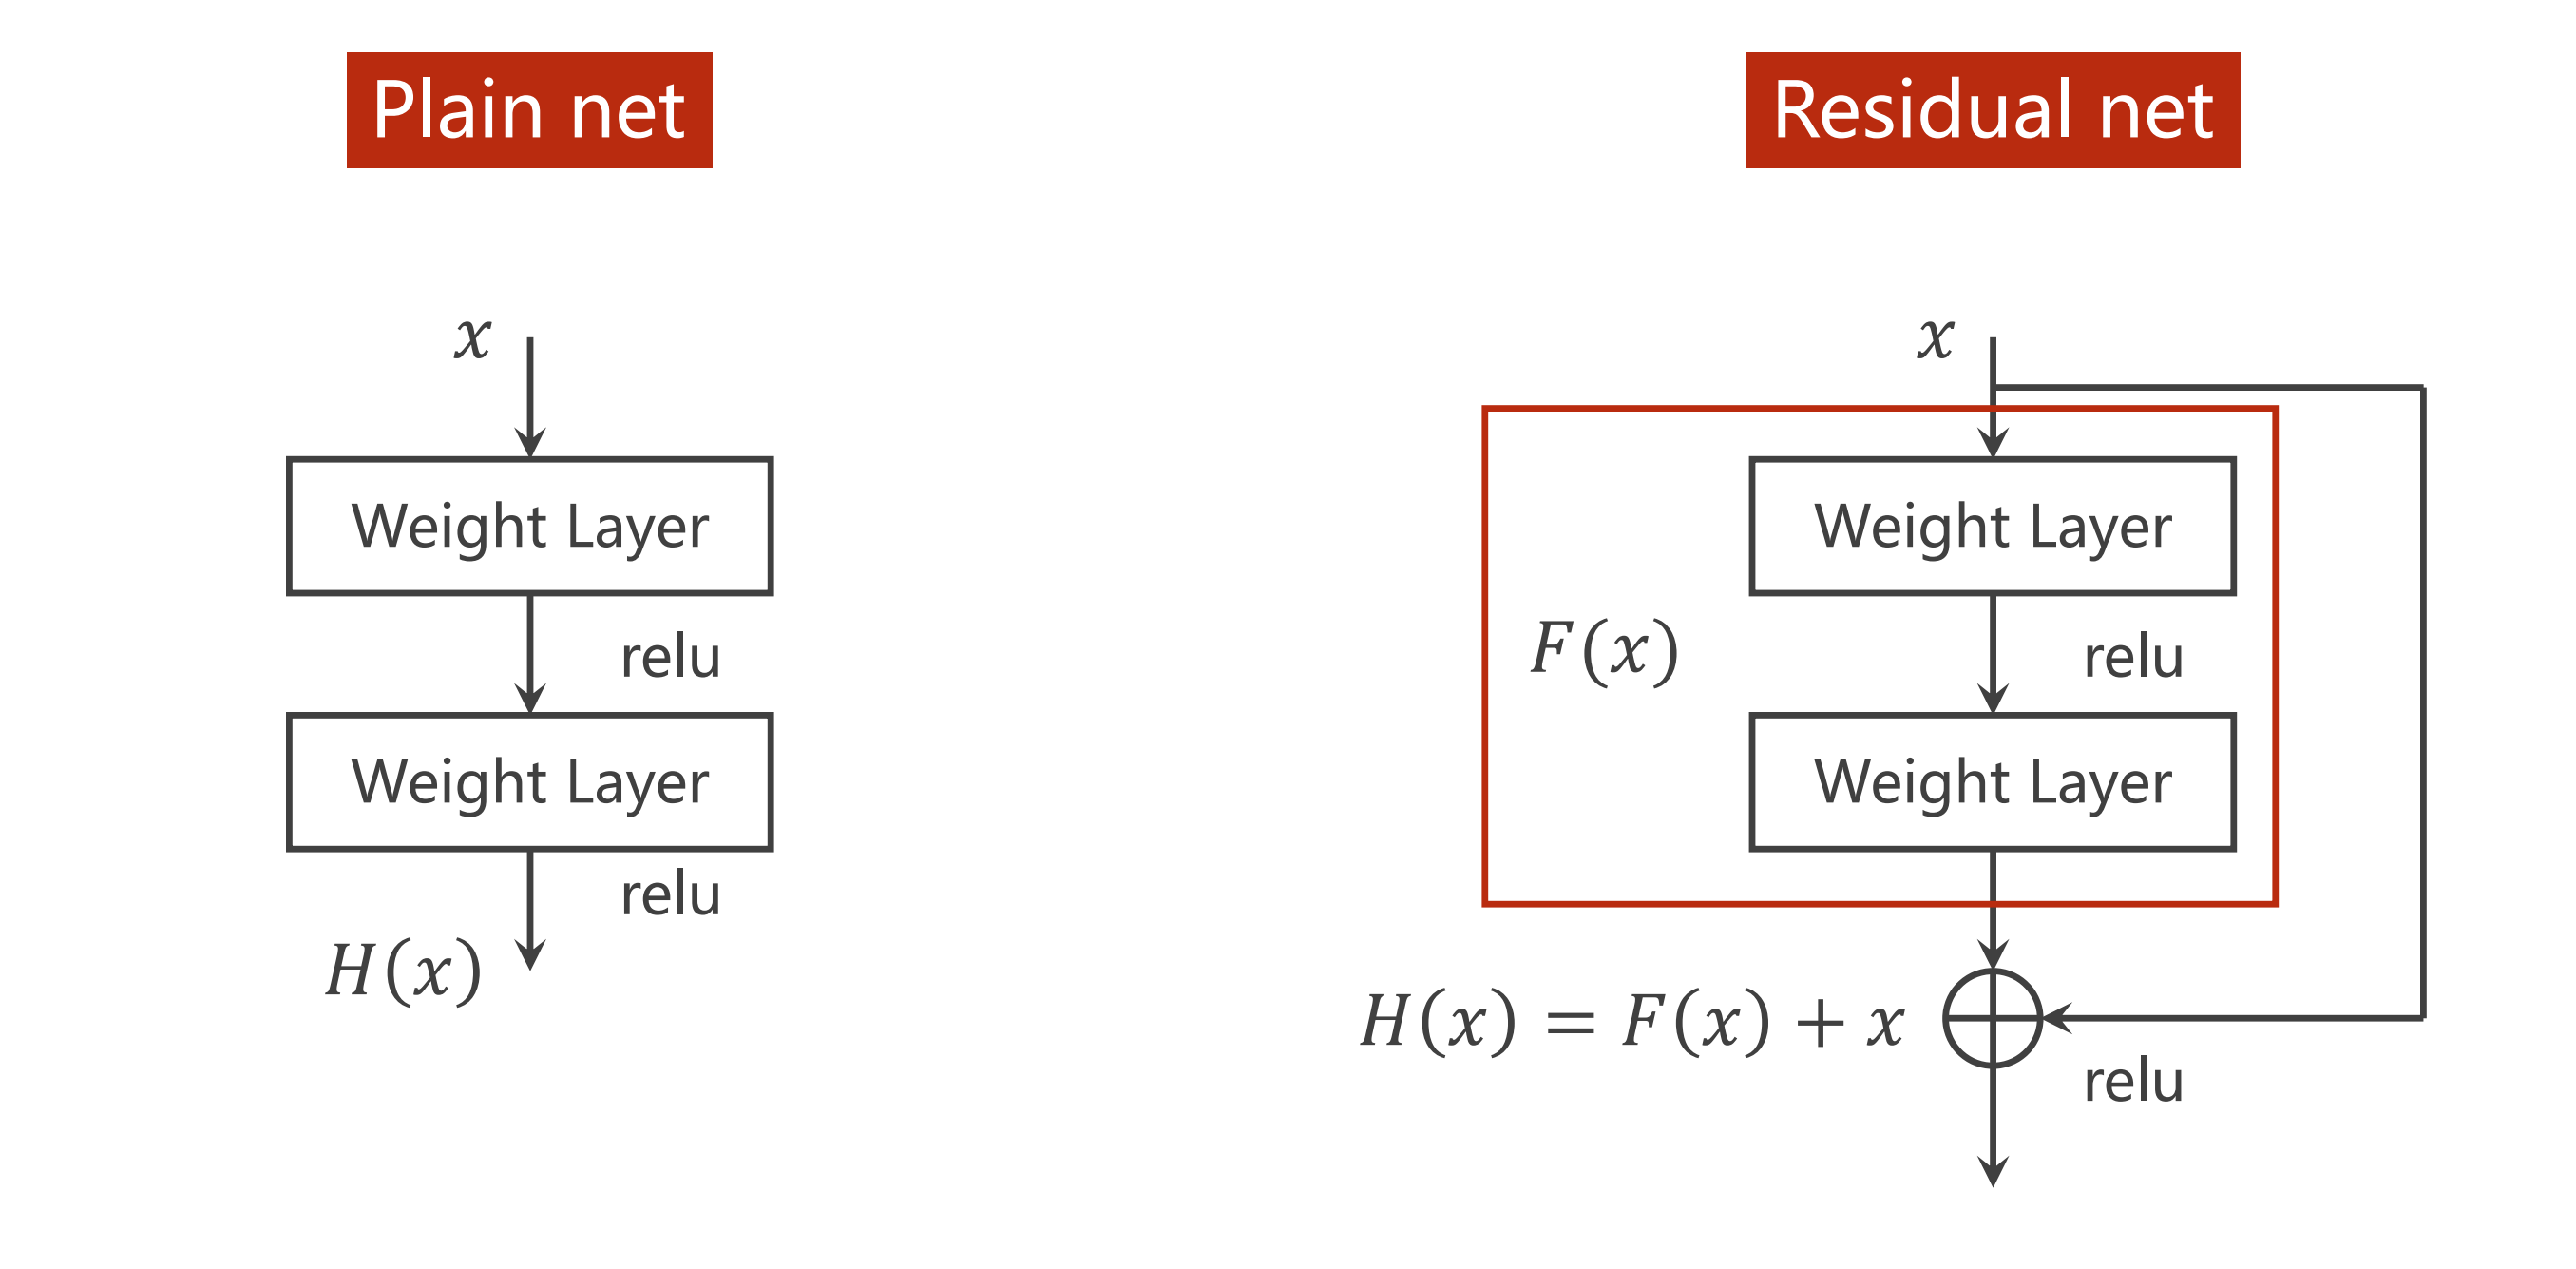 Plain net
x
Weight Layer
relu
Weight Layer
relu
H(x)
Residual net
x
Weight Layer
F(x)
relu
Weight Layer
H(x) = F(x) + x
relu